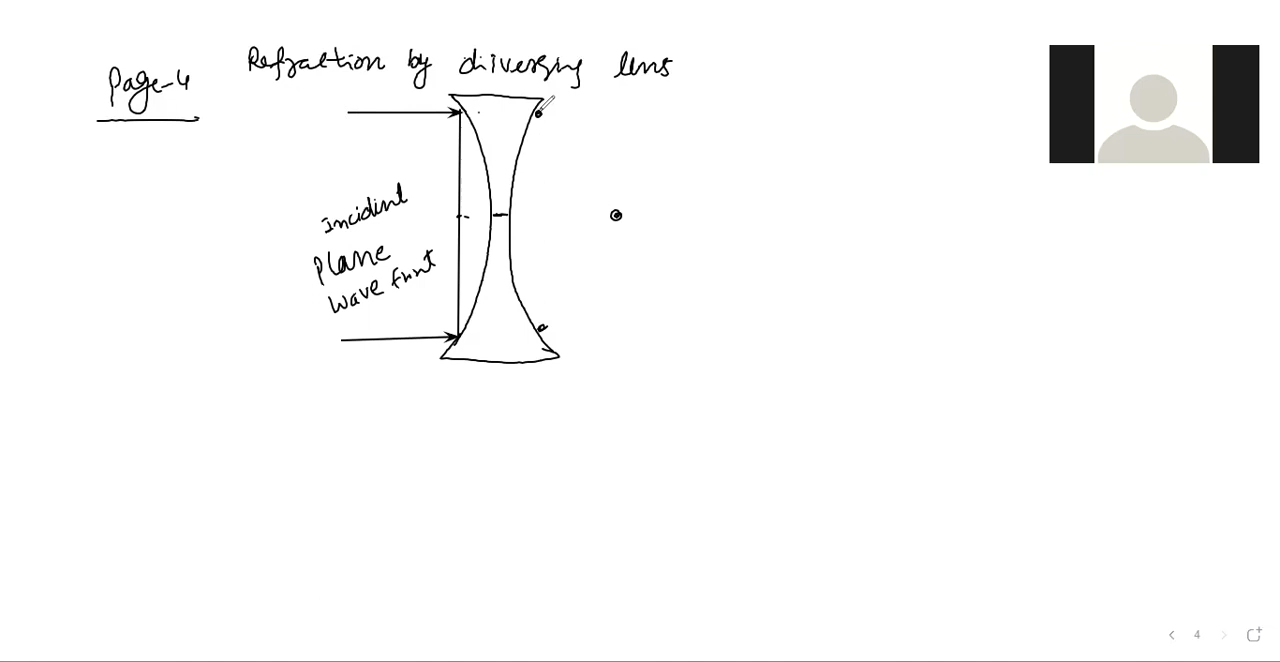 Refraction by diverging lens
Page-4
Incident
Plane
Wave front
4